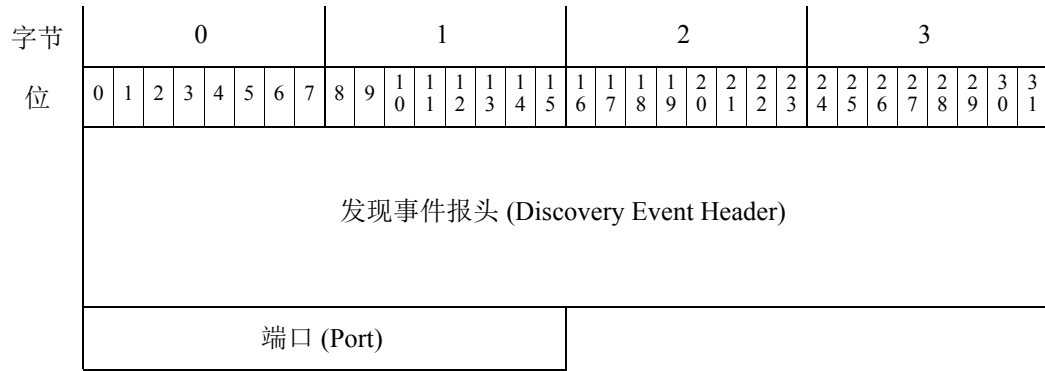 字节 0 1 2 3
位 0 1 2 3 4 5 6 7 8 9 10 11 12 13 14 15 16 17 18 19 20 21 22 23 24 25 26 27 28 29 30 31
发现事件报头 (Discovery Event Header)
端口 (Port)